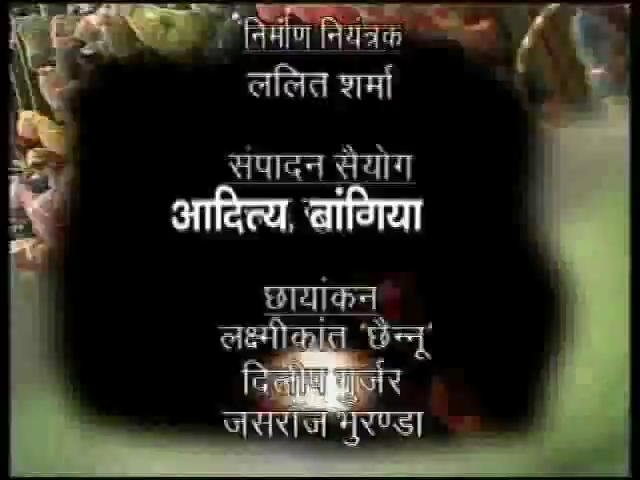 निर्माण नियंत्रक
ललित शर्मा
संपादन सैयोग
आदित्य, बांगिया
छायांकन
लक्ष्मीकांत 'छैन्नू'
दिलीप गुर्जर
जसराज भुरण्डा